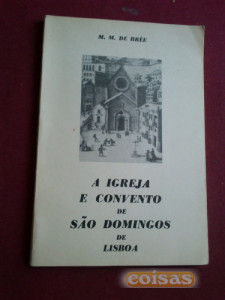 M. M. DE BRÉE
A IGREJA
E CONVENTO
DE
SÃO DOMINGOS
DE
LISBOA
coisas